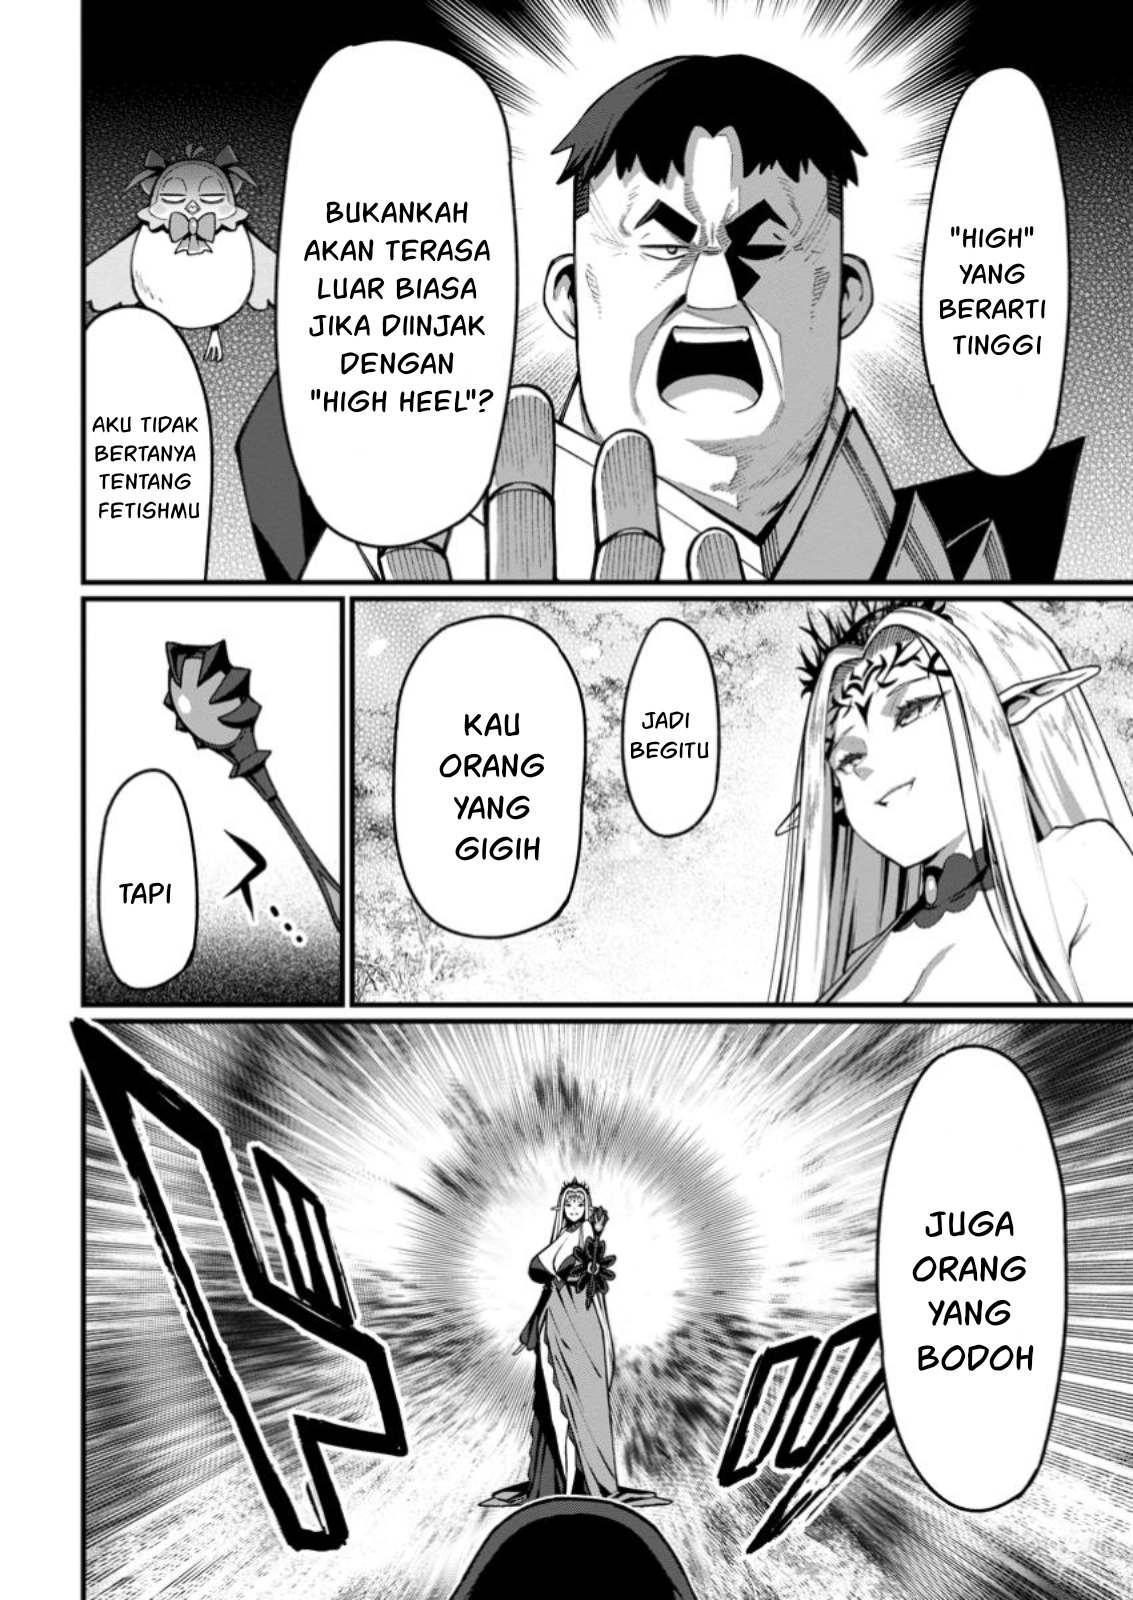 "HIGH"
YANG
BERARTI
TINGGI
BUKANKAH
AKAN TERASA
LUAR BIASA
JIKA DIINJAK
DENGAN
"HIGH HEEL"?
AKU TIDAK
BERTANYA
TENTANG
FETISHMU
JADI
BEGITU
KAU
ORANG
YANG
GIGIH
TAPI
く…
JUGA
ORANG
YANG
BODOH